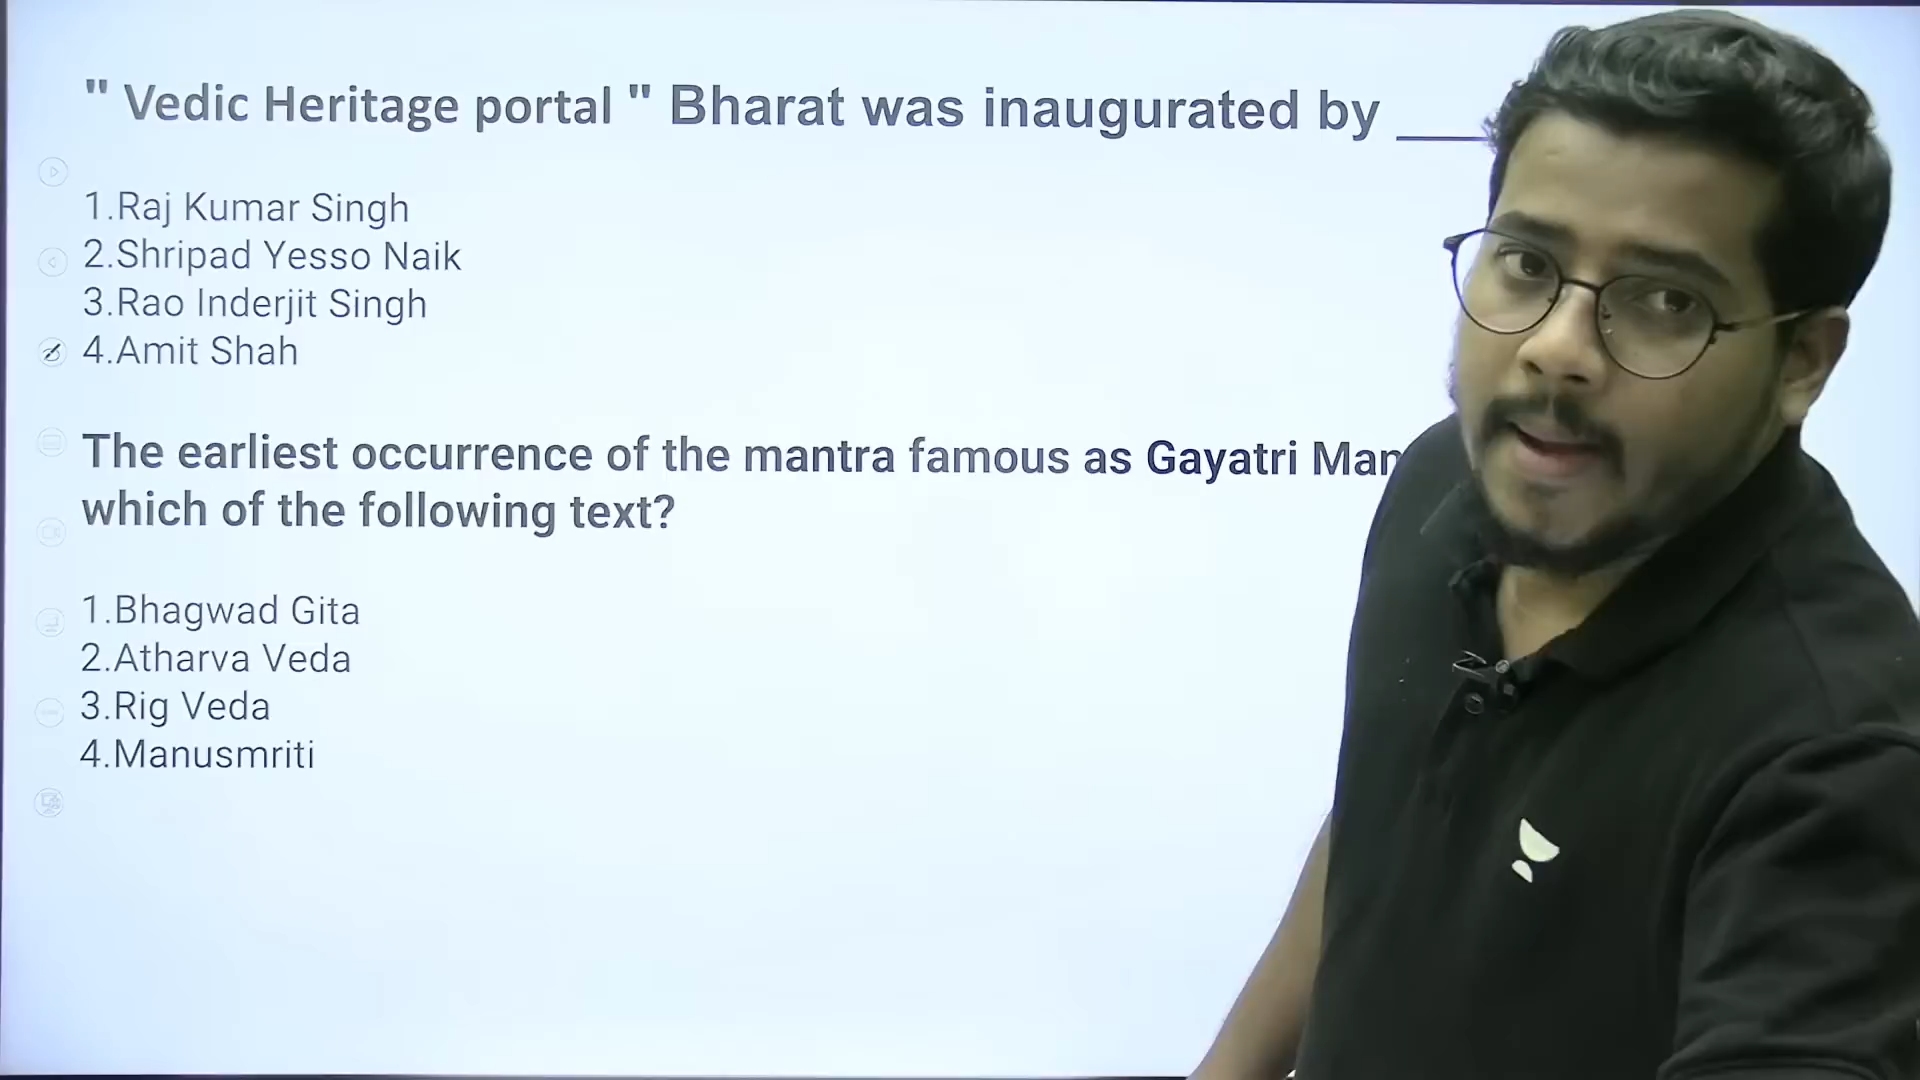 " Vedic Heritage portal " Bharat was inaugurated by ____
1.Raj Kumar Singh
2.Shripad Yesso Naik
3.Rao Inderjit Singh
4.Amit Shah
The earliest occurrence of the mantra famous as Gayatri
which of the following text?
1.Bhagwad Gita
2.Atharva Veda
3.Rig Veda
4.Manusmriti